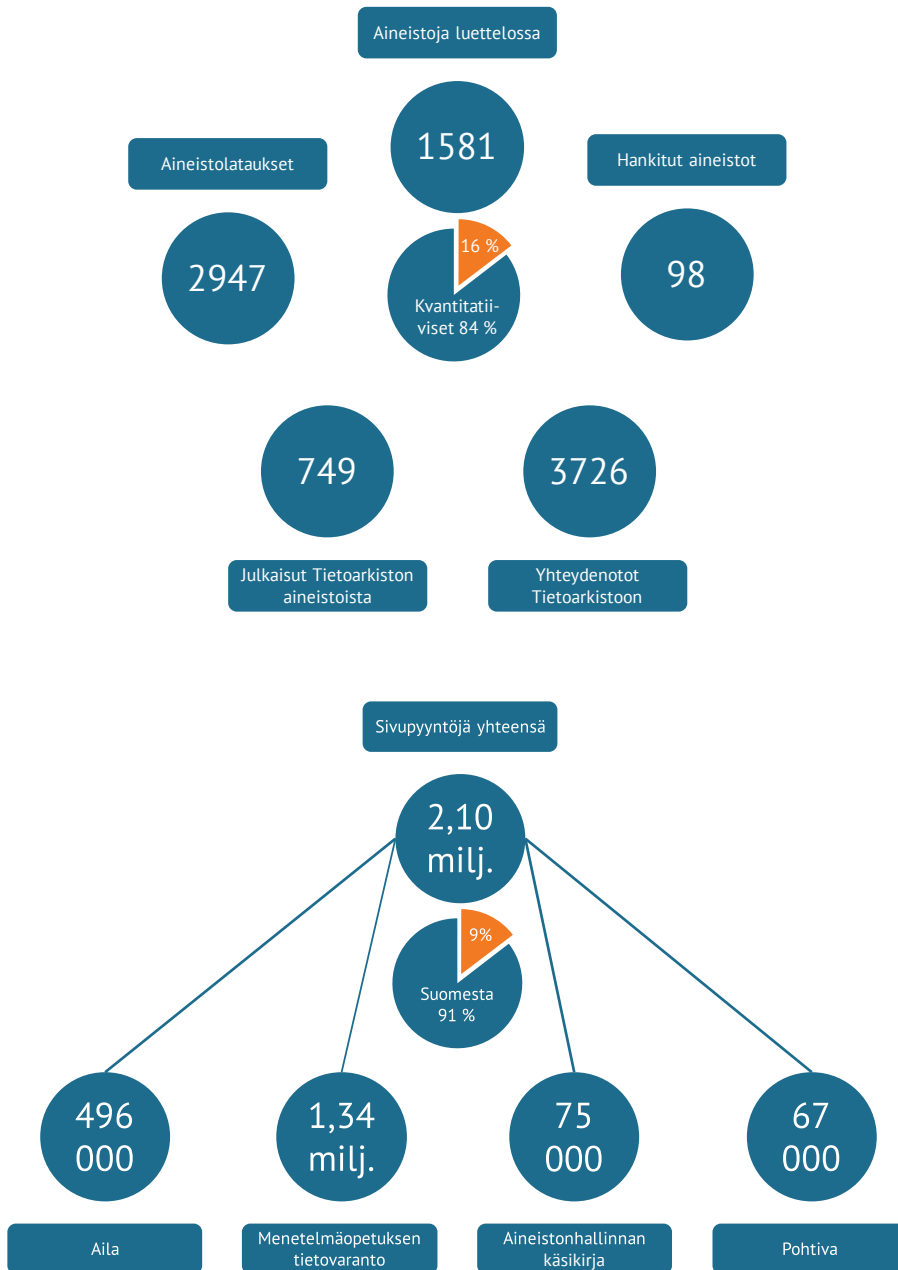 Aineistoja luettelossa
1581
Aineistolataukset
2947
Hankitut aineistot
98
16 %
Kvantitatii-
viset 84 %
749
3726
Julkaisut Tietoarkiston
aineistoista
Yhteydenotot
Tietoarkistoon
Sivupyyntöjä yhteensä
2,10
milj.
9%
Suomesta
91 %
496
000
1,34
milj.
75
000
67
000
Aila
Menetelmäopetuksen
tietovaranto
Aineistonhallinnan
käsikirja
Pohtiva